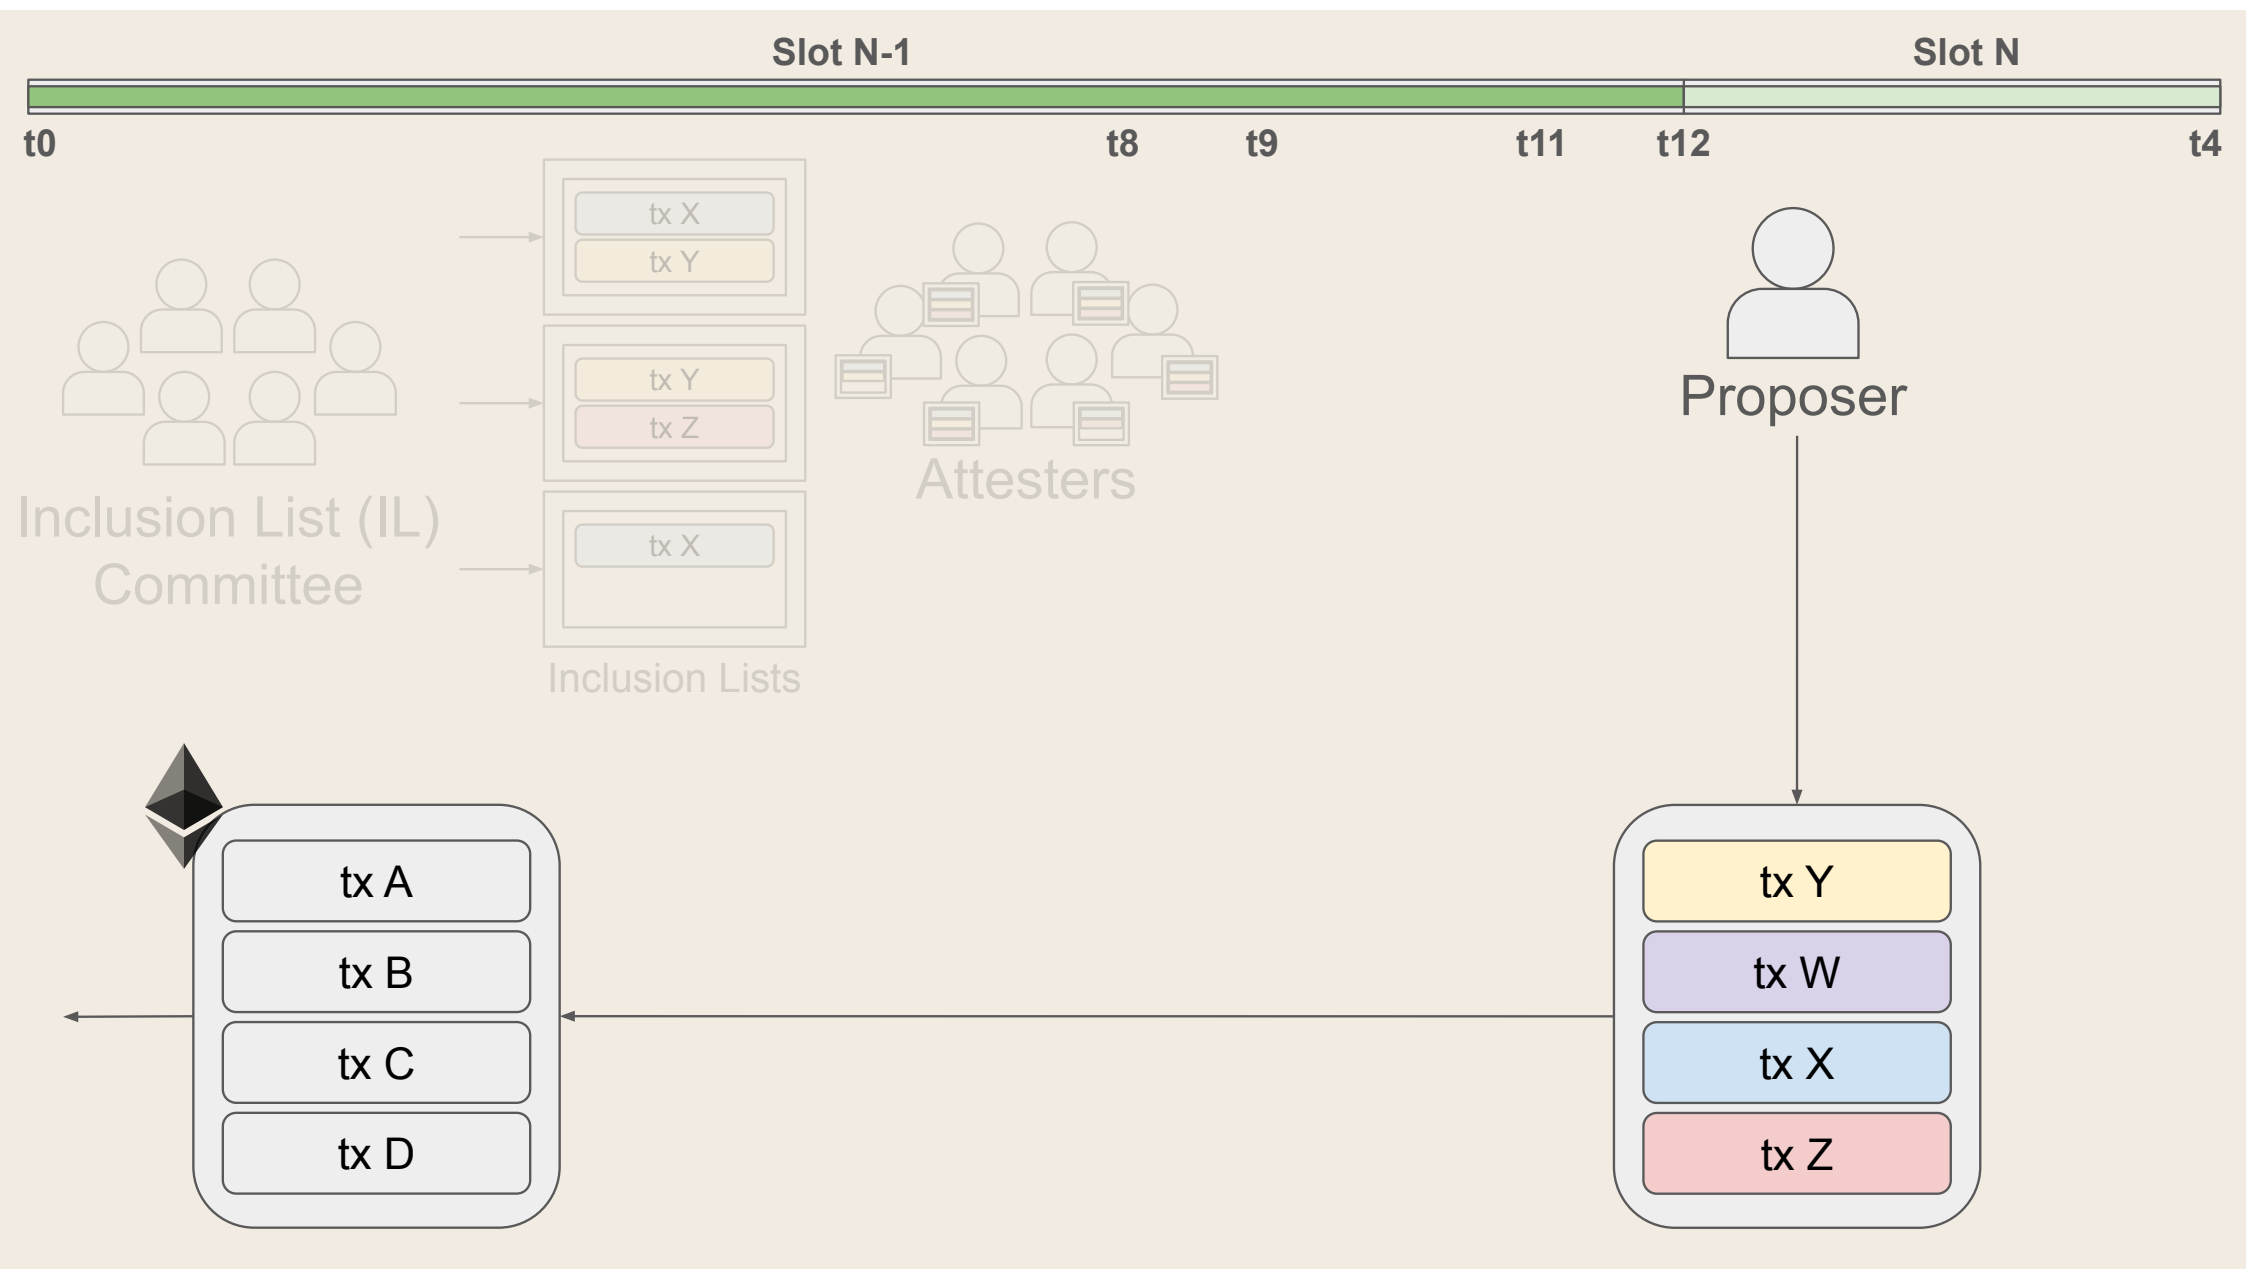 Slot N-1
Slot N
t0
t8
t9
t11
t12
t4
tx X
tx Y
tx Y
tx Z
tx X
Inclusion List (IL)
Committee
Inclusion Lists
Attesters
Proposer
tx A
tx B
tx C
tx D
tx Y
tx W
tx X
tx Z